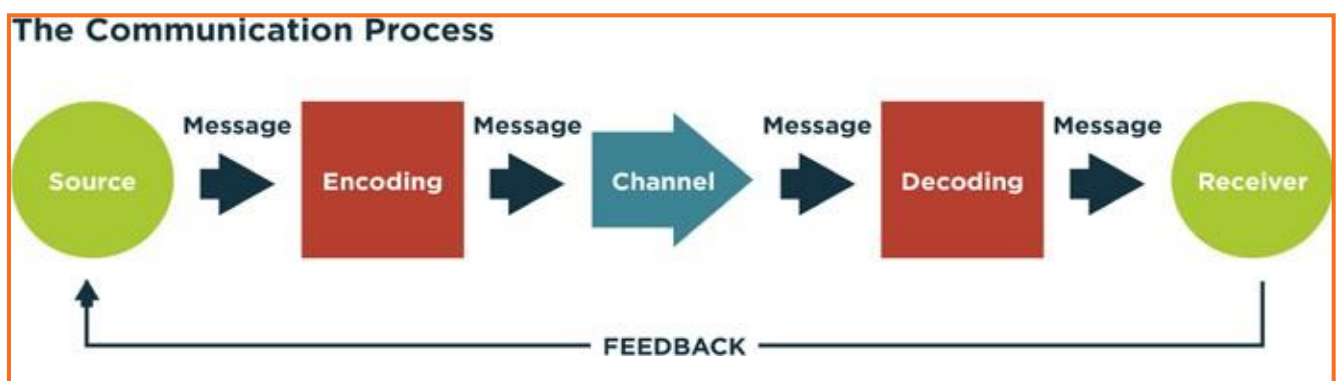 The Communication Process
Message Message Message Message
Source Encoding Channel Decoding Receiver
FEEDBACK